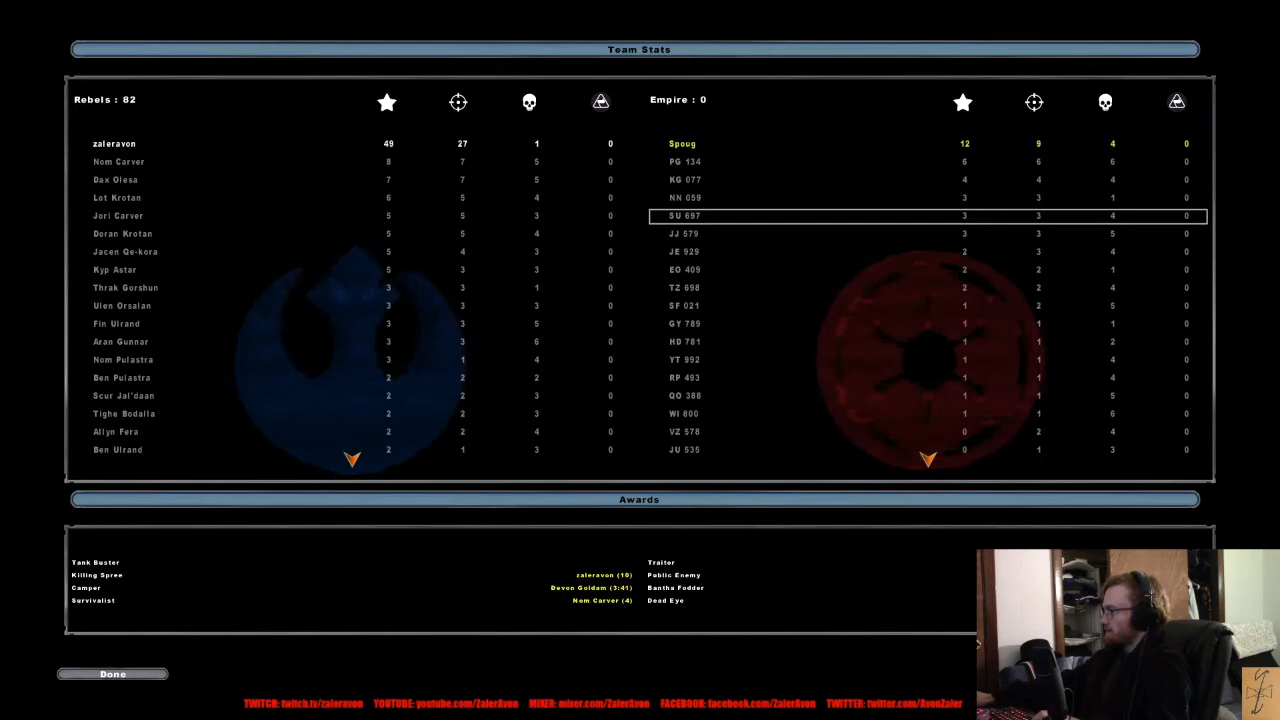 Team Stats
Rebels : 82
Empire : 0
zaleravon 49 27 1 0
Spoug 12 9 4 0
Nom Carver 8 7 5 0
PG 134 6 6 6 0
Dax Olesa 7 7 5 0
KG 077 4 4 4 0
Lot Krotan 6 5 4 0
NN 059 3 3 1 0
Jori Carver 5 5 3 0
SU 697 3 3 4 0
Doran Krotan 5 5 4 0
JJ 579 3 3 5 0
Jacen Qe-kora 5 4 3 0
JE 929 2 3 4 0
Kyp Astar 5 3 3 0
EO 409 2 2 1 0
Thrak Gorshun 3 3 1 0
TZ 698 2 2 4 0
Ulen Orsalan 3 3 3 0
SF 021 1 2 5 0
Fin Ulrand 3 3 5 0
GY 789 1 1 1 0
Aran Gunnar 3 3 6 0
HD 781 1 1 2 0
Nom Pulastra 3 1 4 0
YT 992 1 1 4 0
Ben Pulastra 2 2 2 0
RP 493 1 1 4 0
Scur Jal'daan 2 2 3 0
QO 388 1 1 5 0
Tighe Bodalla 2 2 3 0
WI 800 1 1 6 0
Allyn Fera 2 2 4 0
VZ 578 0 2 4 0
Ben Ulrand 2 1 3 0
JU 535 0 1 3 0
Awards
Tank Buster
Traitor
Killing Spree zaleravon (10)
Public Enemy
Camper Devon Goldam (3:41)
Bantha Fodder
Survivalist Nom Carver (4)
Dead Eye
Done
TWITCH: twitch.tv/zaleravon YOUTUBE: youtube.com/ZalerAvon MIXER: mixer.com/ZalerAvon FACEBOOK: facebook.com/ZalerAvon TWITTER: twitter.com/AvonZaler